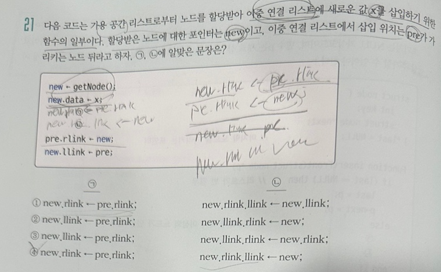 21 다음 코드는 가용 공간 리스트로부터 노드를 할당받아 이중 연결 리스트에 새로운 값 x를 삽입하기 위한
함수의 일부이다. 할당받은 노드에 대한 포인터는 new이고, 이중 연결 리스트에서 삽입 위치는 pre가 가
리키는 노드 뒤라고 하자. ㉠, ㉡에 알맞은 문장은?
new ← getNode();
new.data ← x;
pre.rlink ← new;
new.llink ← pre;
new.rlink ← pre.rlink
pre.rlink ← new;
㉠ ㉡
① new.rlink ← pre.rlink; new.rlink.llink ← new.llink;
② new.llink ← pre.rlink; new.llink.rlink ← new;
③ new.llink ← pre.rlink; new.llink.rlink ← new.rlink;
④ new.rlink ← pre.rlink; new.rlink.llink ← new;